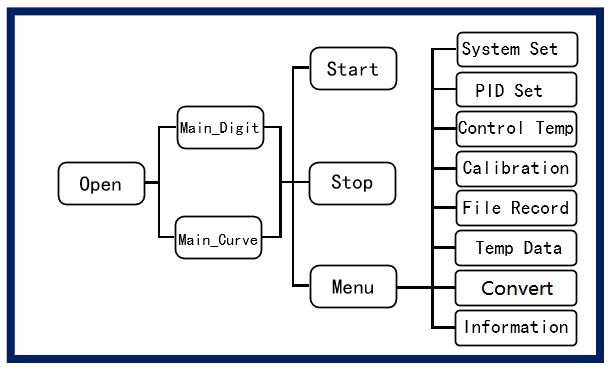 Open
Main_Digit
Main_Curve
Start
Stop
Menu
System Set
PID Set
Control Temp
Calibration
File Record
Temp Data
Convert
Information